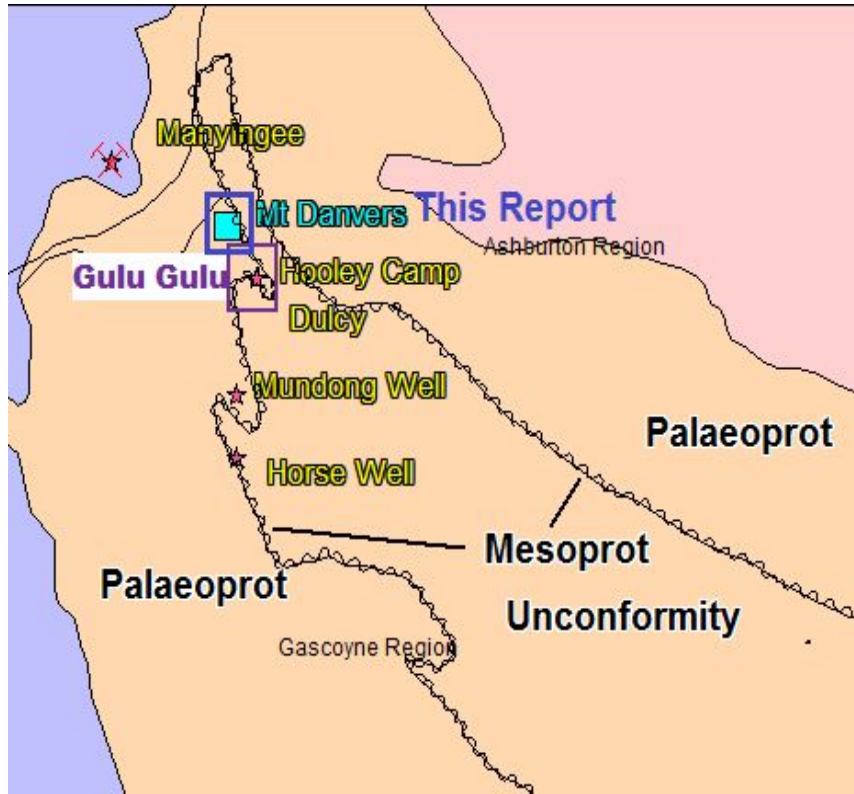 Manyingee
Mt Danvers This Report
Ashburton Region
Gulu Gulu Hooley Camp
Dulcy
Mundong Well
Palaeoprot
Horse Well
Mesoprot
Palaeoprot
Unconformity
Gascoyne Region